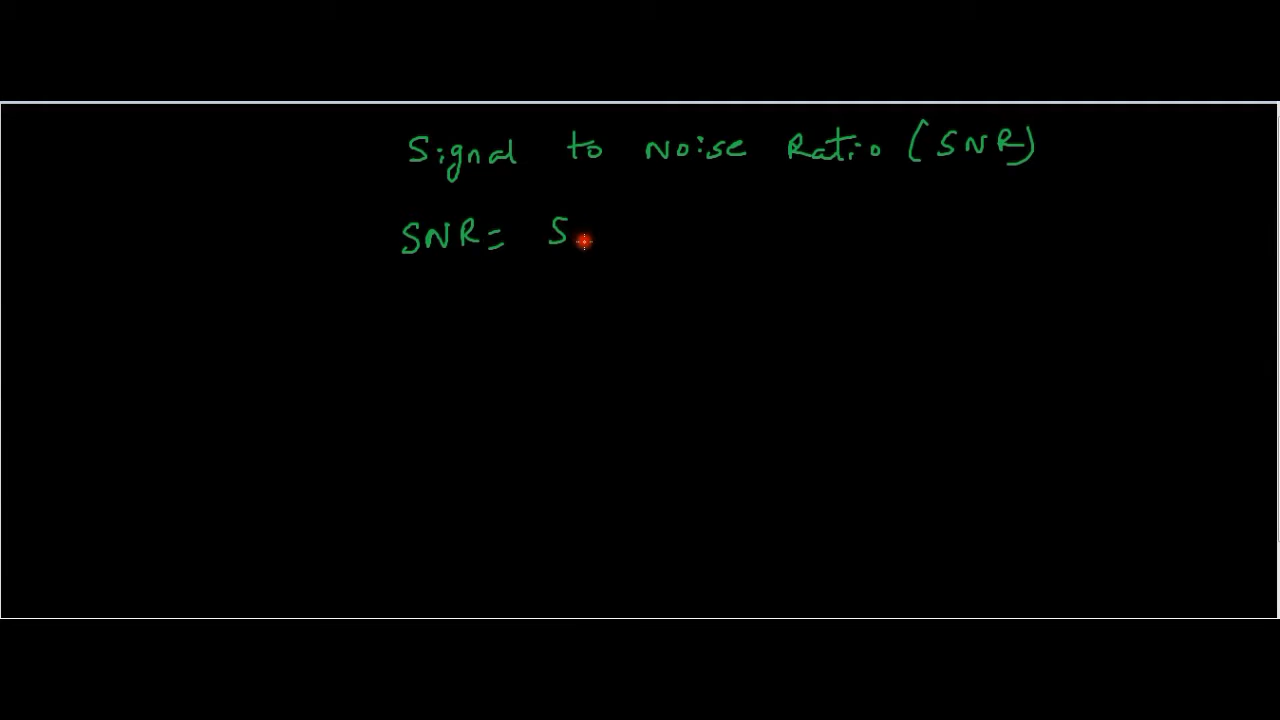 Signal to Noise Ratio (SNR)
SNR = S